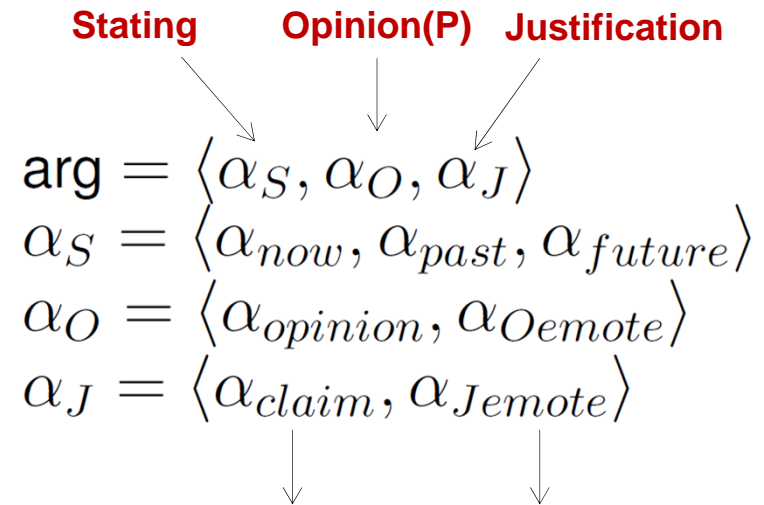 Stating Opinion(P) Justification
arg = ⟨α_S, α_O, α_J⟩
α_S = ⟨α_now, α_past, α_future⟩
α_O = ⟨α_opinion, α_Oemote⟩
α_J = ⟨α_claim, α_Jemote⟩